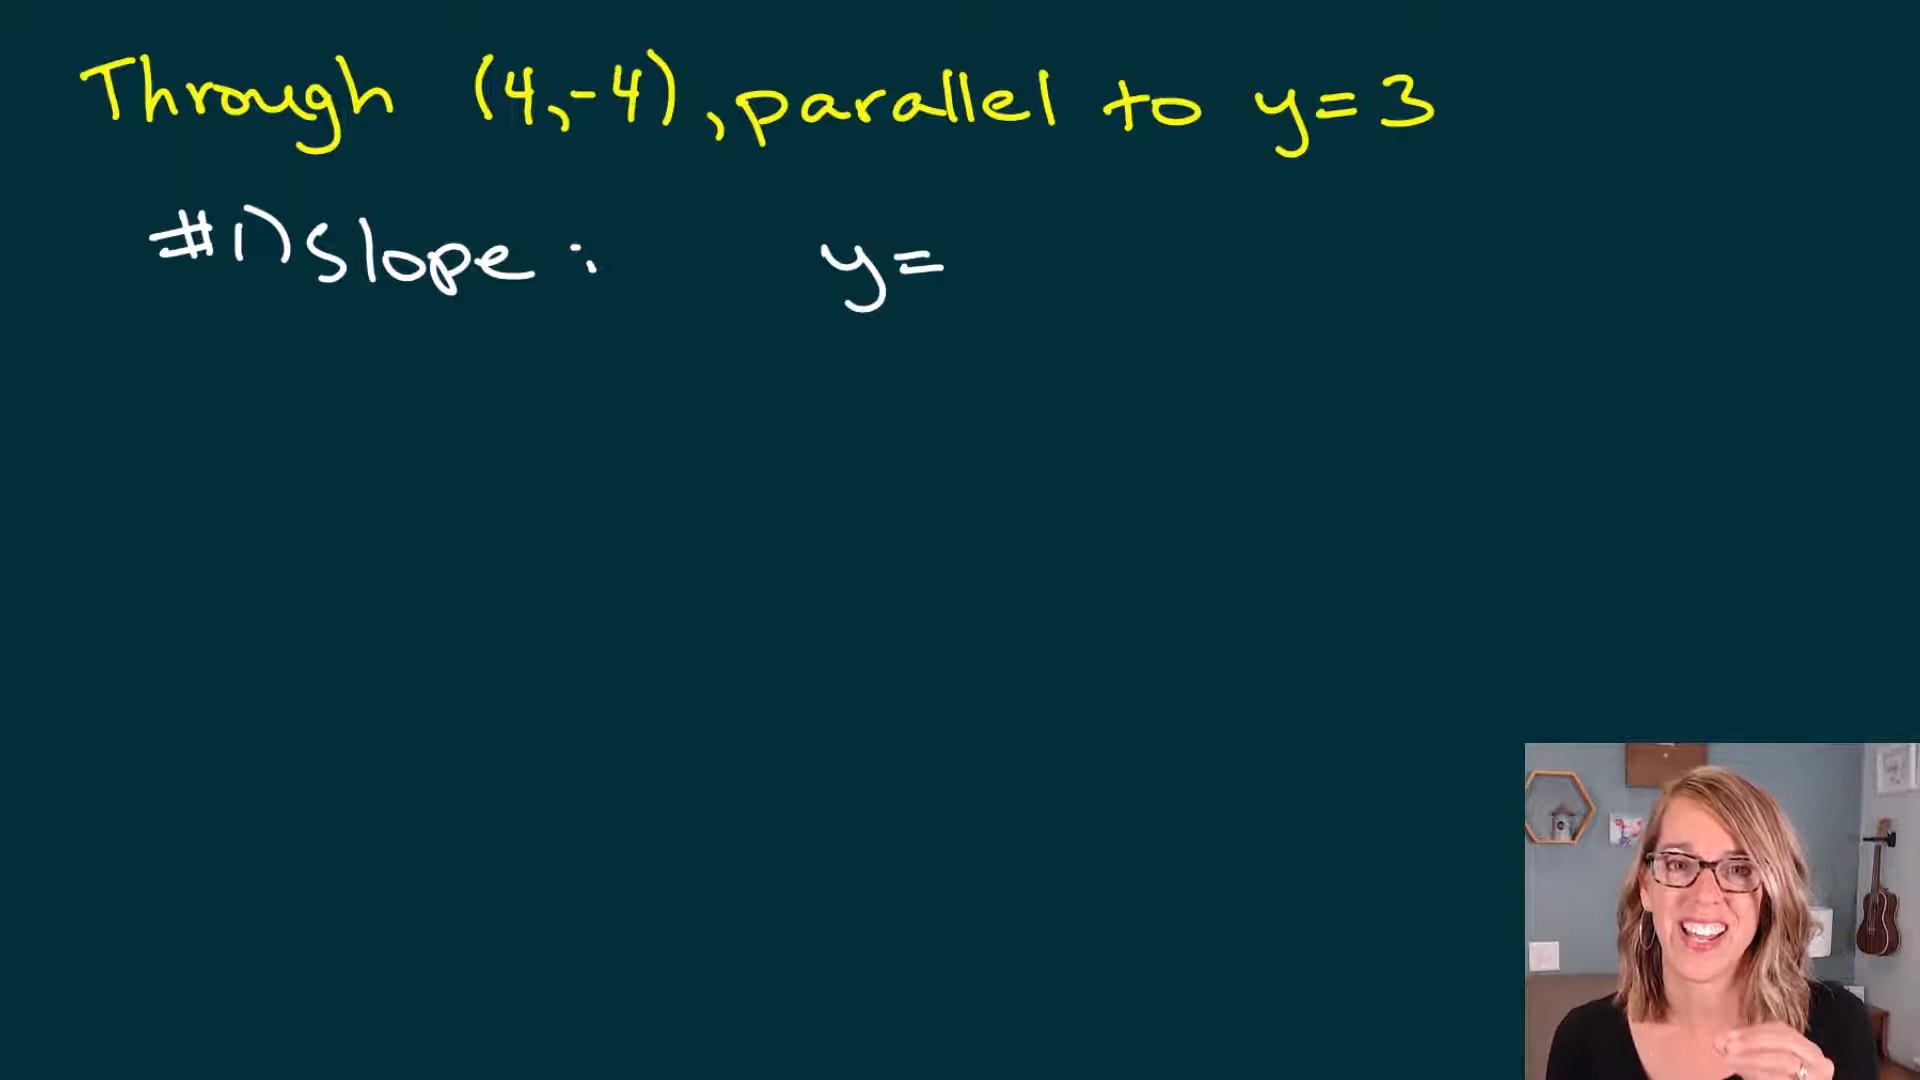 Through (4,-4), parallel to y=3
#1) slope: y=